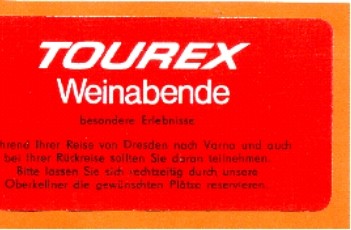 TOUREX
Weinabende
besondere Erlebnisse
hrend Ihrer Reise von Dresden nach Varna und auch
bei Ihrer Rückreise sollten Sie daran teilnehmen.
Bitte lassen Sie sich rechtzeitig durch unsere
Oberkellner die gewünschten Plätze reservieren.